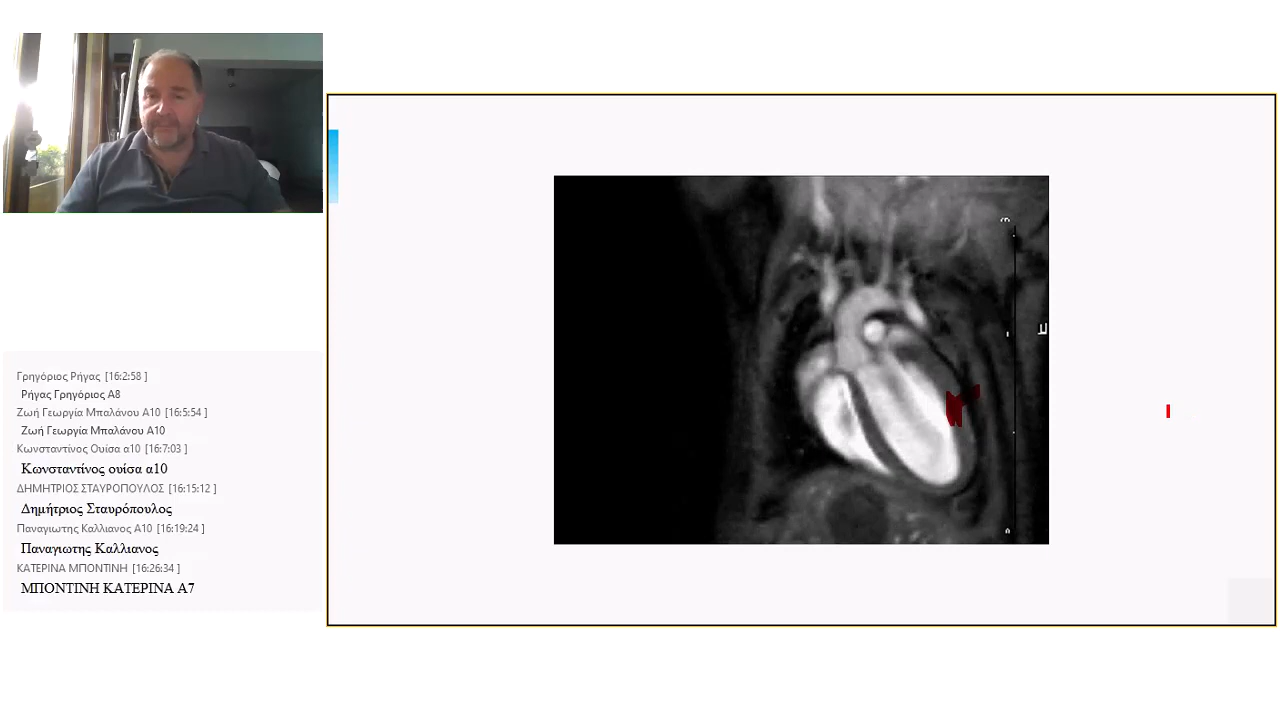 Γρηγόριος Ρήγας [16:2:58 ]
Ρήγας Γρηγόριος Α8
Ζωή Γεωργία Μπαλάνου Α10 [16:5:54 ]
Ζωή Γεωργία Μπαλάνου Α10
Κωνσταντίνος Ουίσα α10 [16:7:03 ]
Κωνσταντίνος ουίσα α10
ΔΗΜΗΤΡΙΟΣ ΣΤΑΥΡΟΠΟΥΛΟΣ [16:15:12 ]
Δημήτριος Σταυρόπουλος
Παναγιωτης Καλλιανος Α10 [16:19:24 ]
Παναγιωτης Καλλιανος
ΚΑΤΕΡΙΝΑ ΜΠΟΝΤΙΝΗ [16:26:34 ]
ΜΠΟΝΤΙΝΗ ΚΑΤΕΡΙΝΑ Α7